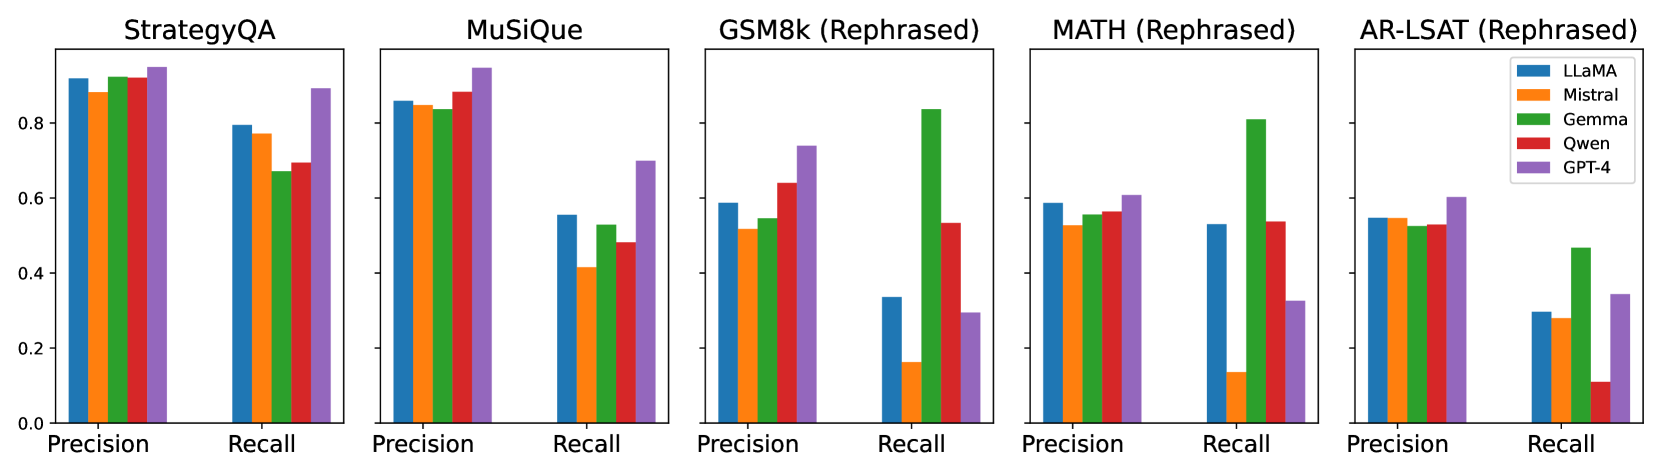 StrategyQA
MuSiQue
GSM8k (Rephrased)
MATH (Rephrased)
AR-LSAT (Rephrased)
0.8
0.6
0.4
0.2
0.0
LLaMA
Mistral
Gemma
Qwen
GPT-4
Precision Recall
Precision Recall
Precision Recall
Precision Recall
Precision Recall